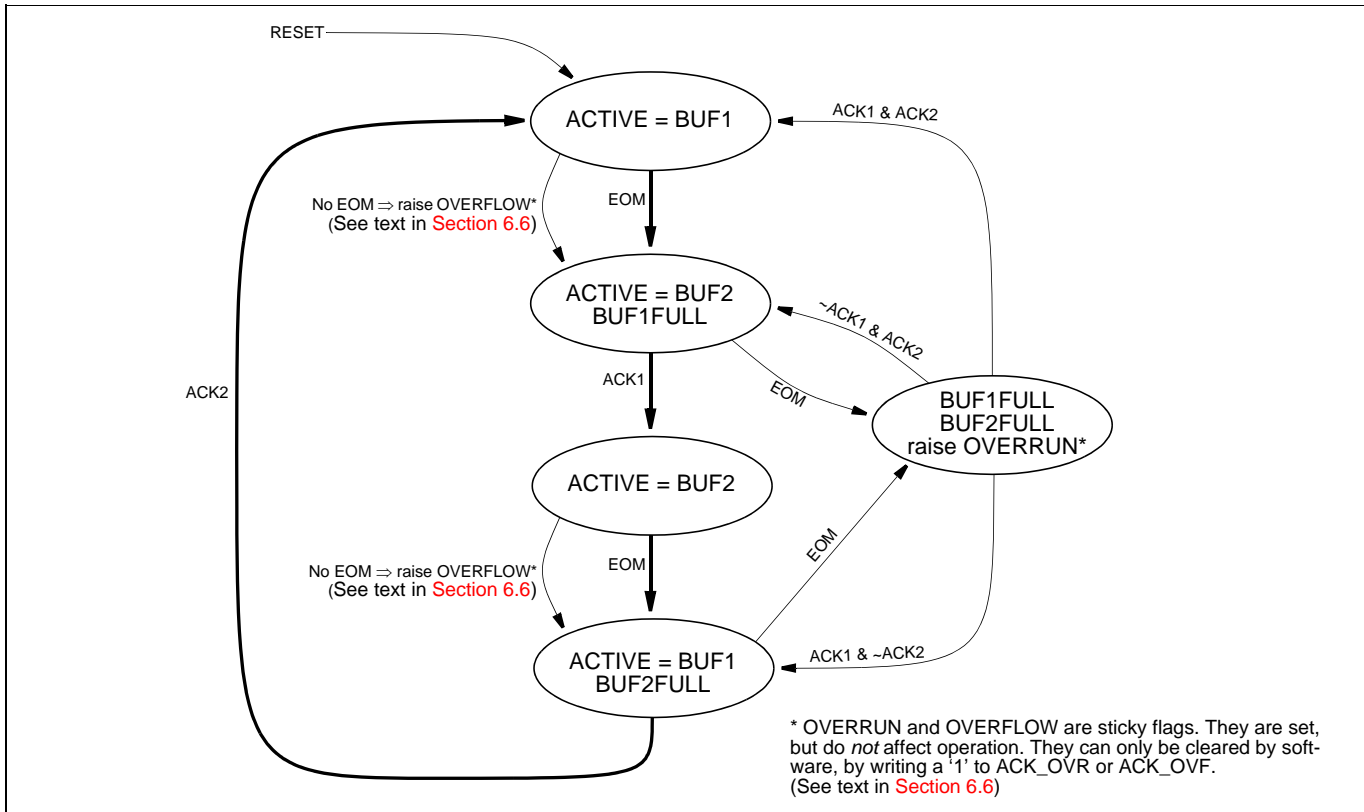 RESET
ACTIVE = BUF1
ACK1 & ACK2
No EOM ⇒ raise OVERFLOW*
(See text in Section 6.6)
EOM
ACTIVE = BUF2
BUF1FULL
~ACK1 & ACK2
EOM
ACK2
ACK1
BUF1FULL
BUF2FULL
raise OVERRUN*
ACTIVE = BUF2
No EOM ⇒ raise OVERFLOW*
(See text in Section 6.6)
EOM
EOM
ACTIVE = BUF1
BUF2FULL
ACK1 & ~ACK2
* OVERRUN and OVERFLOW are sticky flags. They are set,
but do not affect operation. They can only be cleared by soft-
ware, by writing a ‘1’ to ACK_OVR or ACK_OVF.
(See text in Section 6.6)